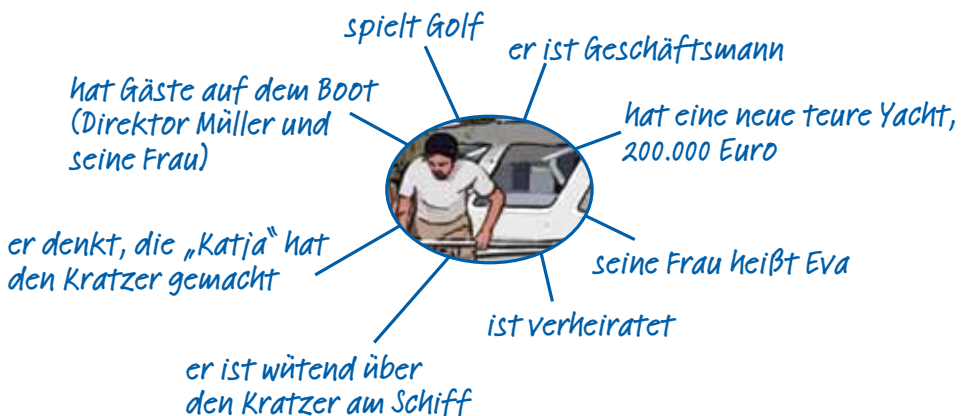 spielt Golf
er ist Geschäftsmann
hat Gäste auf dem Boot
(Direktor Müller und
seine Frau)
hat eine neue teure Yacht,
200.000 Euro
er denkt, die „Katja“ hat
den Kratzer gemacht
seine Frau heißt Eva
ist verheiratet
er ist wütend über
den Kratzer am Schiff